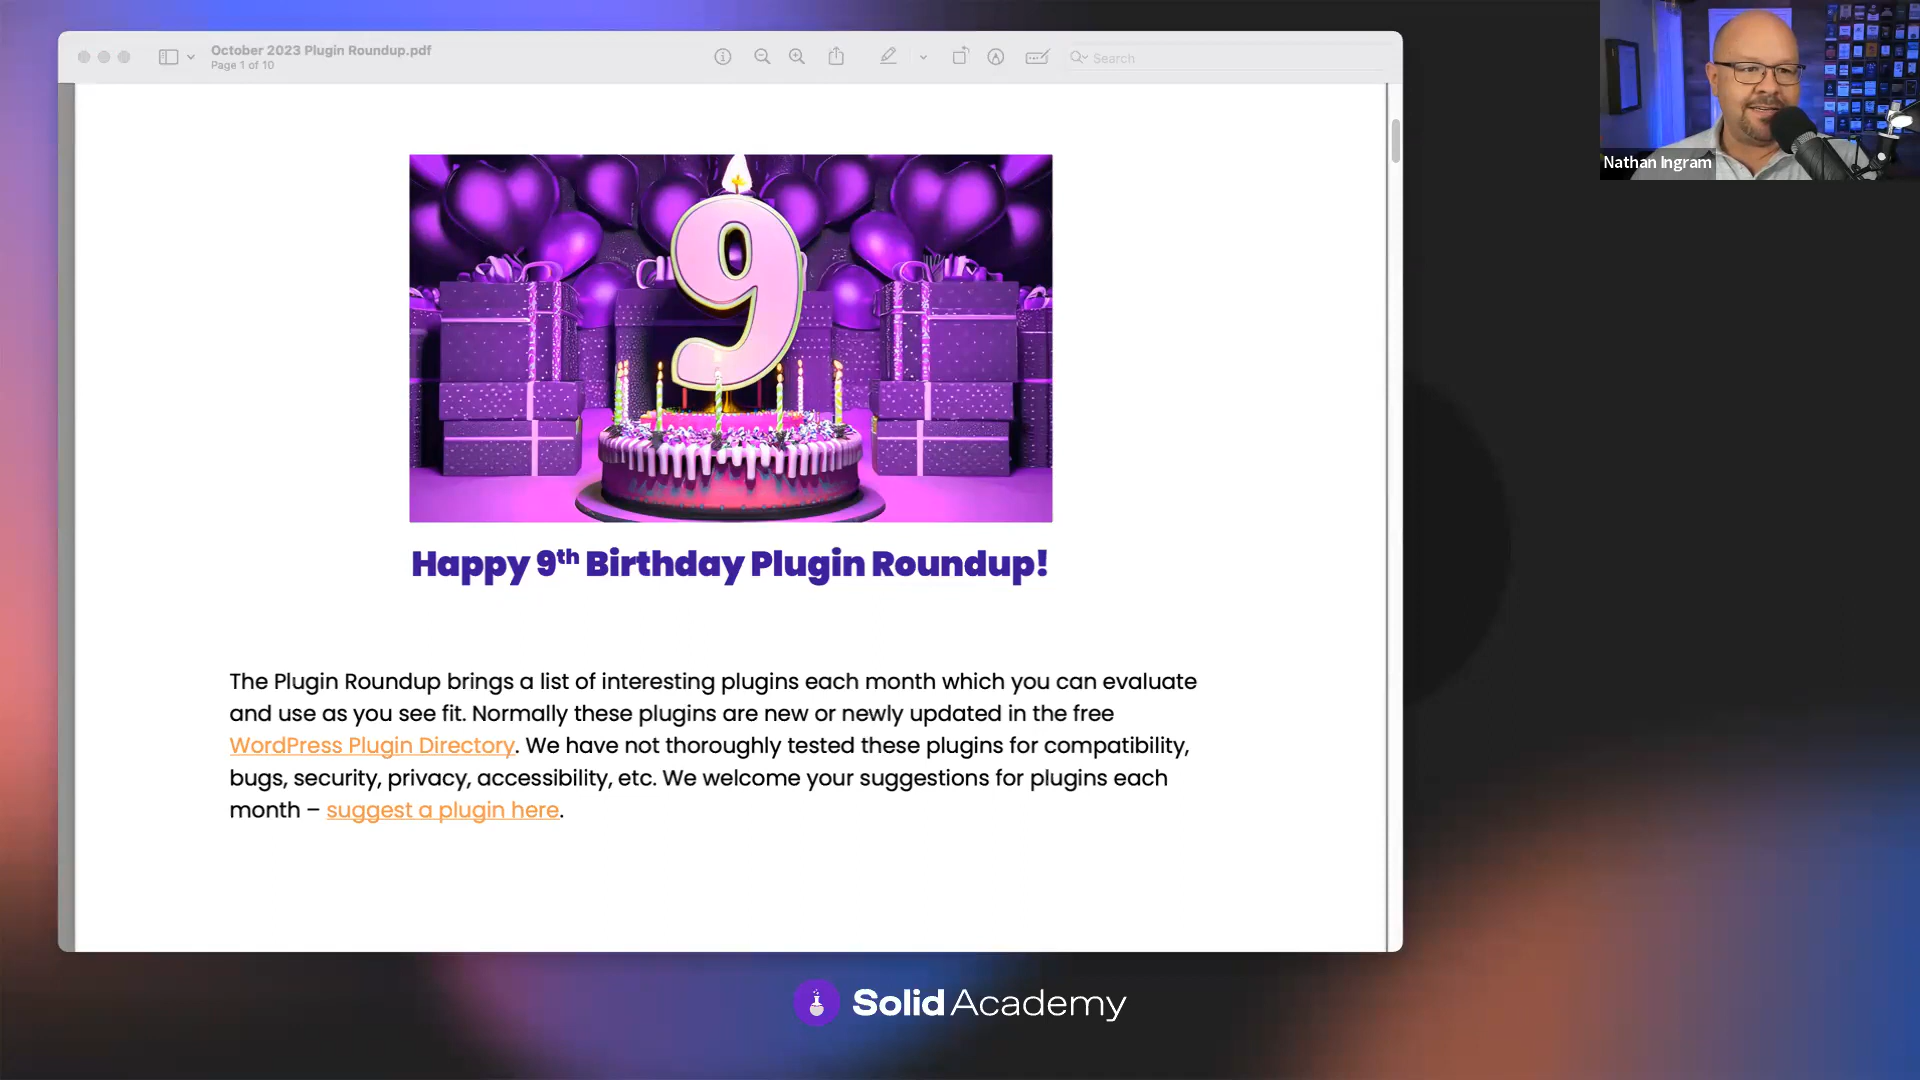 October 2023 Plugin Roundup.pdf
Page 1 of 10
Search
Nathan Ingram
9
Happy 9th Birthday Plugin Roundup!
The Plugin Roundup brings a list of interesting plugins each month which you can evaluate
and use as you see fit. Normally these plugins are new or newly updated in the free
WordPress Plugin Directory. We have not thoroughly tested these plugins for compatibility,
bugs, security, privacy, accessibility, etc. We welcome your suggestions for plugins each
month – suggest a plugin here.
Solid Academy